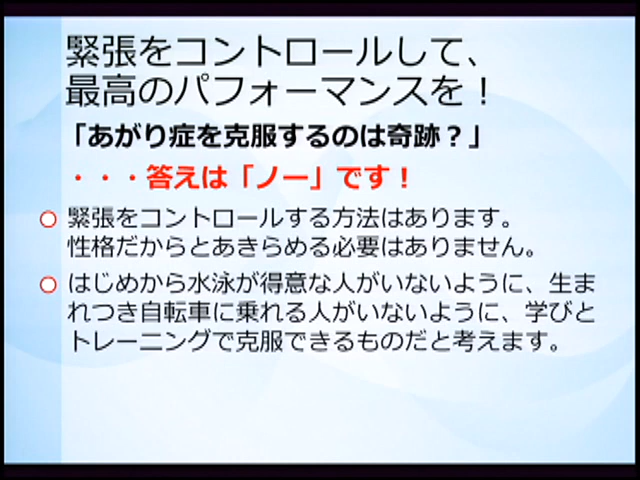 緊張をコントロールして、
最高のパフォーマンスを！
「あがり症を克服するのは奇跡？」
・・・答えは「ノー」です！
○ 緊張をコントロールする方法はあります。
性格だからとあきらめる必要はありません。
○ はじめから水泳が得意な人がいないように、生ま
れつき自転車に乗れる人がいないように、学びと
トレーニングで克服できるものだと考えます。